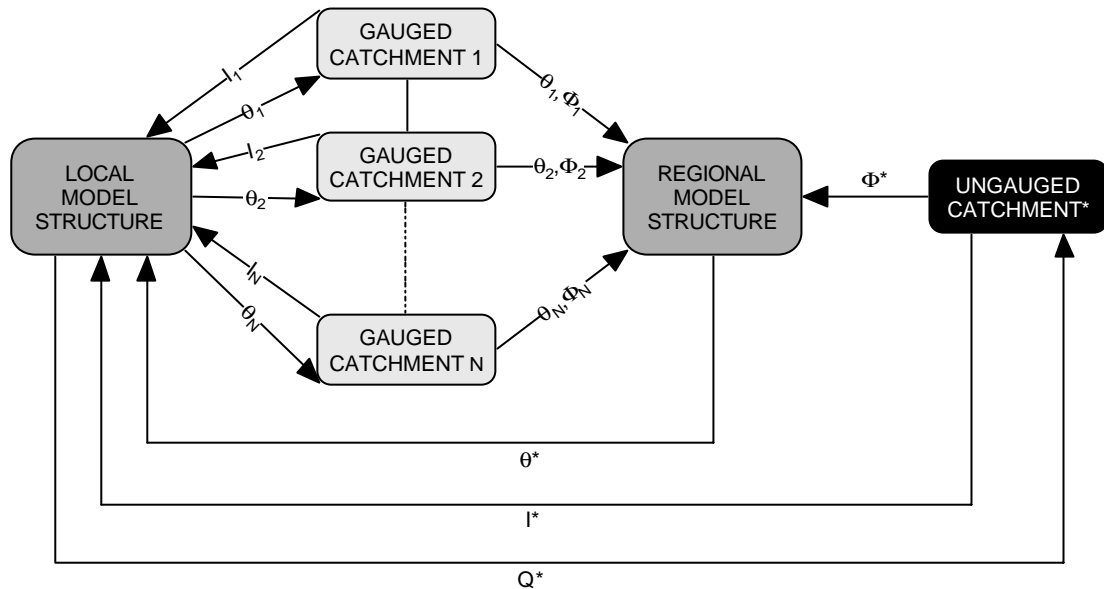 GAUGED
CATCHMENT 1
I1
θ1
θ1,Φ1
LOCAL
MODEL
STRUCTURE
I2
θ2
GAUGED
CATCHMENT 2
θ2,Φ2
REGIONAL
MODEL
STRUCTURE
Φ*
UNGAUGED
CATCHMENT*
IN
θN
GAUGED
CATCHMENT N
θN,ΦN
θ*
I*
Q*